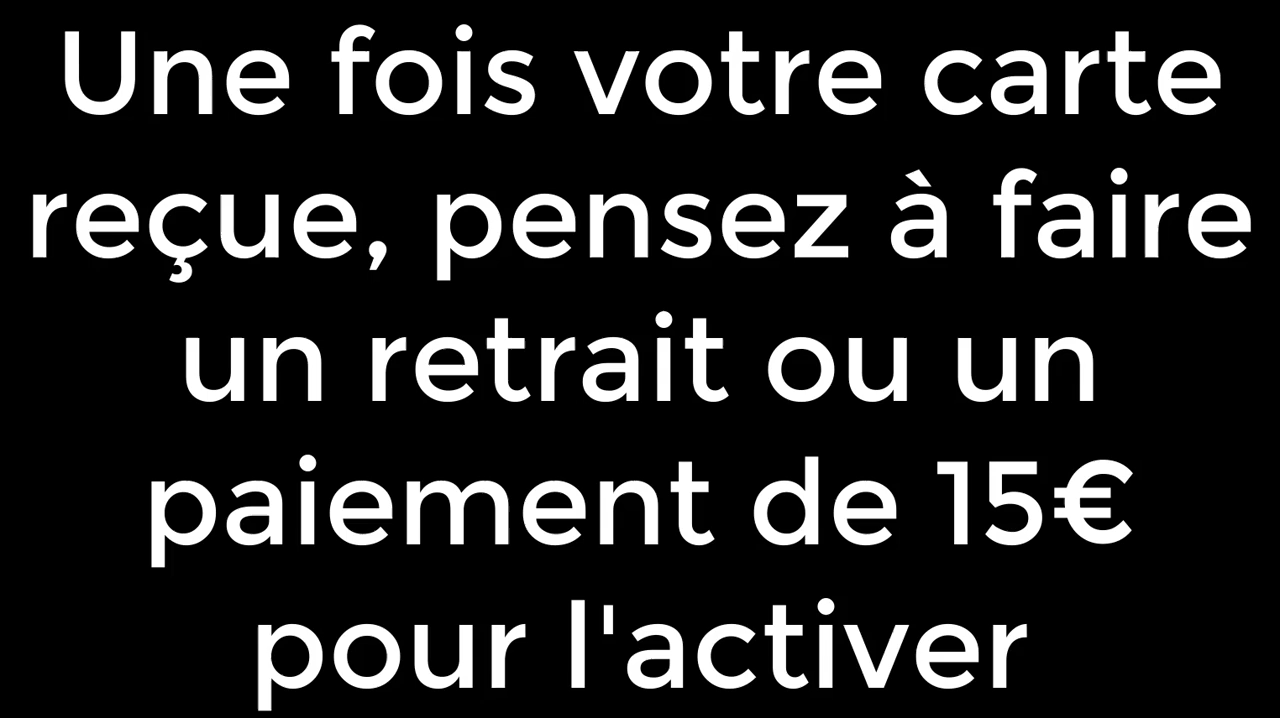 Une fois votre carte
reçue, pensez à faire
un retrait ou un
paiement de 15€
pour l'activer